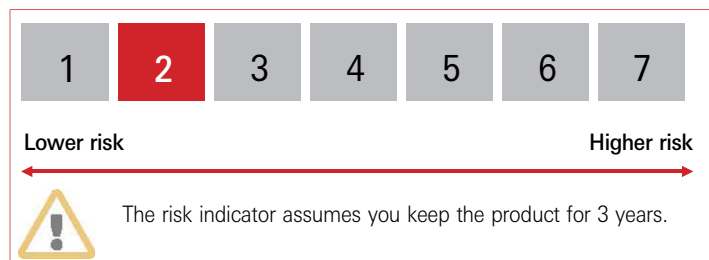 1 2 3 4 5 6 7
Lower risk Higher risk
The risk indicator assumes you keep the product for 3 years.